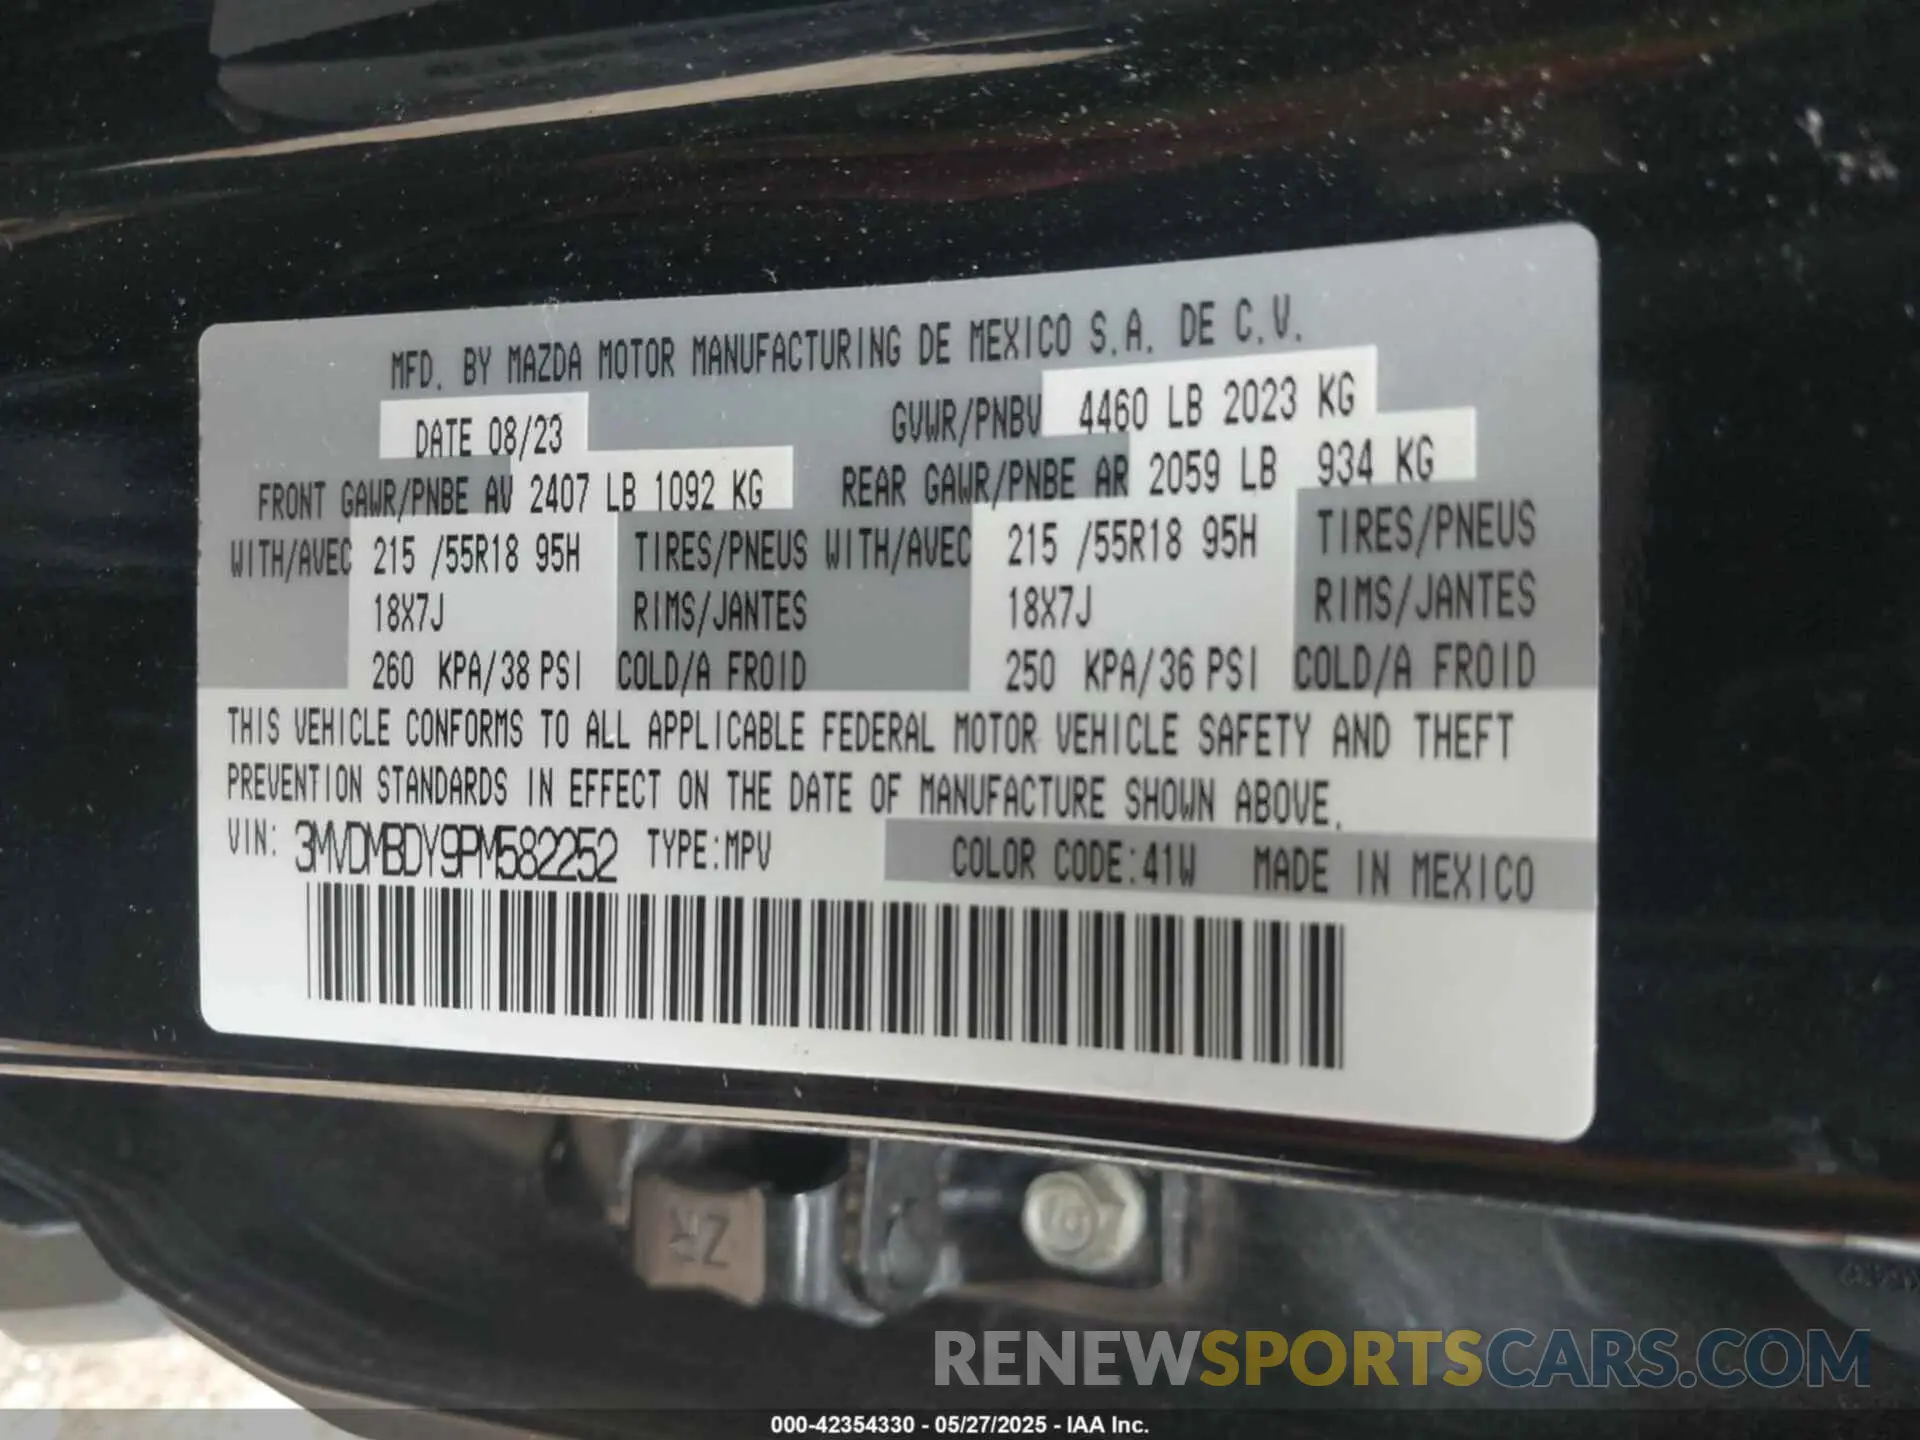 MFD. BY MAZDA MOTOR MANUFACTURING DE MEXICO S.A. DE C.V.
DATE 08/23 GVWR/PNBV 4460 LB 2023 KG
FRONT GAWR/PNBE AV 2407 LB 1092 KG REAR GAWR/PNBE AR 2059 LB 934 KG
WITH/AVEC 215 /55R18 95H TIRES/PNEUS WITH/AVEC 215 /55R18 95H TIRES/PNEUS
18X7J RIMS/JANTES 18X7J RIMS/JANTES
260 KPA/38 PSI COLD/A FROID 250 KPA/36 PSI COLD/A FROID
THIS VEHICLE CONFORMS TO ALL APPLICABLE FEDERAL MOTOR VEHICLE SAFETY AND THEFT
PREVENTION STANDARDS IN EFFECT ON THE DATE OF MANUFACTURE SHOWN ABOVE.
VIN: 3MVDMBDY9PM582252 TYPE:MPV COLOR CODE:41W MADE IN MEXICO
ZR
RENEWSPORTSCARS.COM
000-42354330 - 05/27/2025 - IAA Inc.